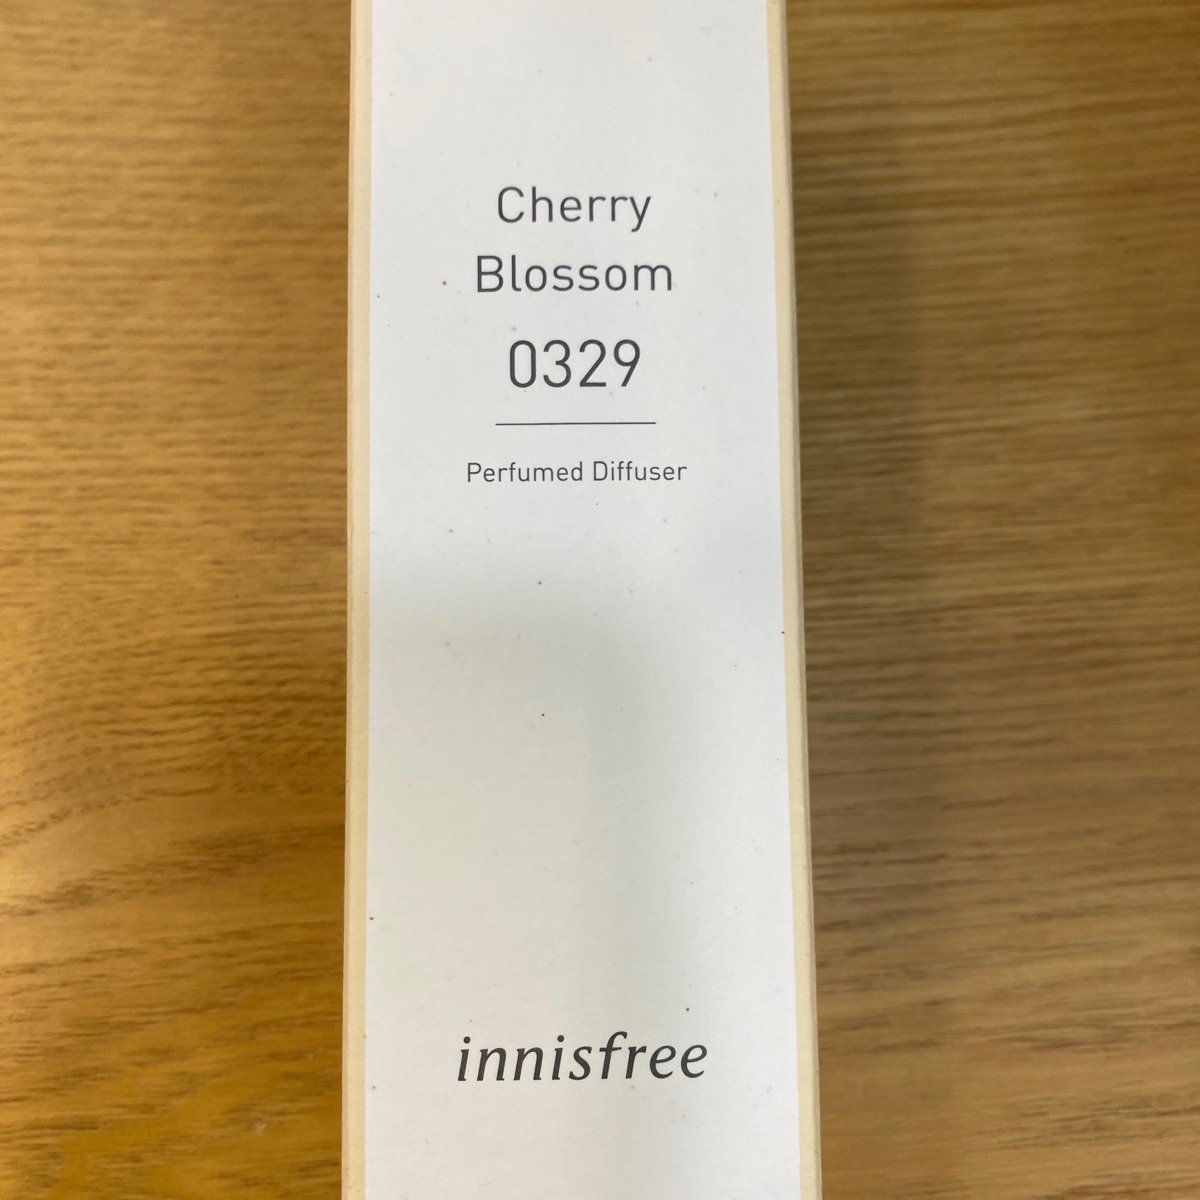 Cherry
Blossom
0329
Perfumed Diffuser
innisfree